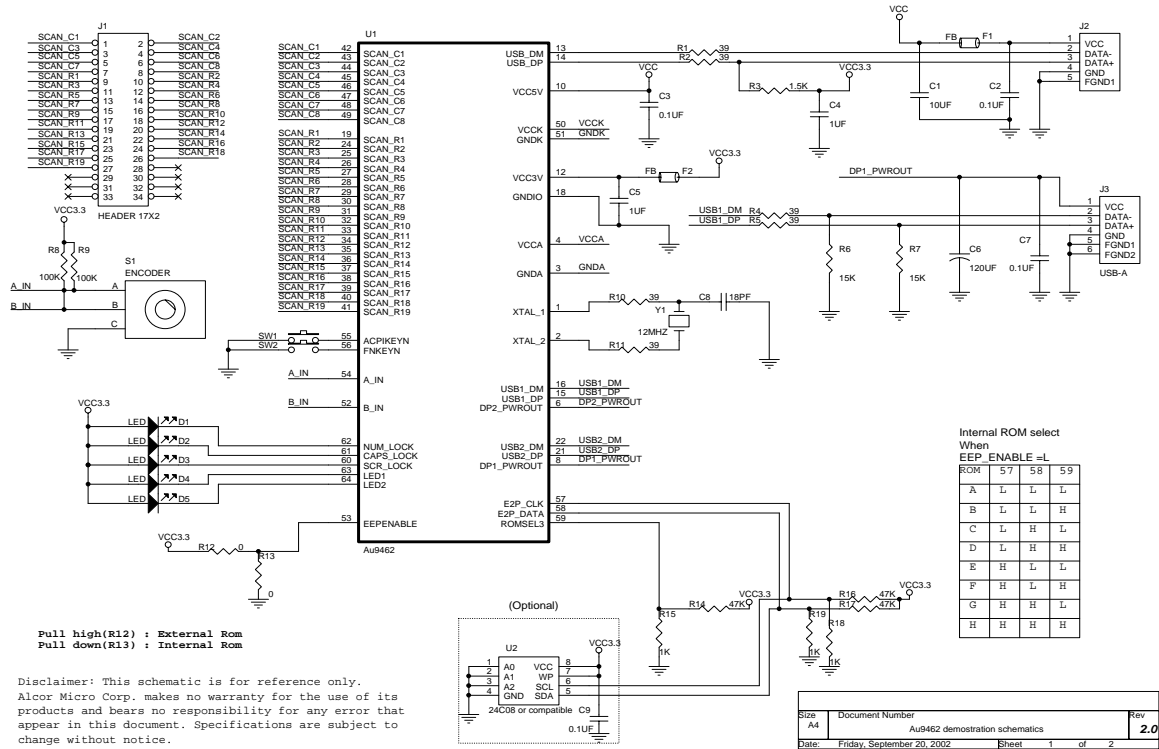 J1
SCAN_C1 1 2 SCAN_C2
SCAN_C3 3 4 SCAN_C4
SCAN_C5 5 6 SCAN_C6
SCAN_C7 7 8 SCAN_C8
SCAN_R1 9 10 SCAN_R2
SCAN_R3 11 12 SCAN_R4
SCAN_R5 13 14 SCAN_R6
SCAN_R7 15 16 SCAN_R8
SCAN_R9 17 18 SCAN_R10
SCAN_R11 19 20 SCAN_R12
SCAN_R13 21 22 SCAN_R14
SCAN_R15 23 24 SCAN_R16
SCAN_R17 25 26 SCAN_R18
SCAN_R19 27 28
29 30
31 32
33 34
HEADER 17X2
VCC3.3
R8 R9
100K 100K
S1
ENCODER
A_IN A
B_IN B
C
U1
SCAN_C1 42 SCAN_C1
SCAN_C2 43 SCAN_C2
SCAN_C3 44 SCAN_C3
SCAN_C4 45 SCAN_C4
SCAN_C5 46 SCAN_C5
SCAN_C6 47 SCAN_C6
SCAN_C7 48 SCAN_C7
SCAN_C8 49 SCAN_C8
SCAN_R1 19 SCAN_R1
SCAN_R2 24 SCAN_R2
SCAN_R3 25 SCAN_R3
SCAN_R4 26 SCAN_R4
SCAN_R5 27 SCAN_R5
SCAN_R6 28 SCAN_R6
SCAN_R7 29 SCAN_R7
SCAN_R8 30 SCAN_R8
SCAN_R9 31 SCAN_R9
SCAN_R10 32 SCAN_R10
SCAN_R11 33 SCAN_R11
SCAN_R12 34 SCAN_R12
SCAN_R13 35 SCAN_R13
SCAN_R14 36 SCAN_R14
SCAN_R15 37 SCAN_R15
SCAN_R16 38 SCAN_R16
SCAN_R17 39 SCAN_R17
SCAN_R18 40 SCAN_R18
SCAN_R19 41 SCAN_R19
SW1 55 ACPIKEYN
SW2 56 FNKEYN
A_IN 54 A_IN
B_IN 52 B_IN
VCC3.3
LED D1 62 NUM_LOCK
LED D2 61 CAPS_LOCK
LED D3 60 SCR_LOCK
LED D4 63 LED1
LED D5 64 LED2
53 EEPENABLE
VCC3.3
R12 0
R13
0
Au9462
USB_DM 13 R1 39
USB_DP 14 R2 39
VCC5V 10 VCC
C3
0.1UF
R3 1.5K VCC3.3
C4
1UF
VCCK 50 VCCK
GNDK 51 GNDK
VCC3V 12 FB F2 VCC3.3
GNDIO 18
C5
1UF
VCCA 4 VCCA
GNDA 3 GNDA
XTAL_1 1 R10 39 C8 18PF
Y1
12MHZ
XTAL_2 2 R11 39
USB1_DM 16 USB1_DM
USB1_DP 15 USB1_DP
DP2_PWROUT 6 DP2_PWROUT
USB2_DM 22 USB2_DM
USB2_DP 21 USB2_DP
DP1_PWROUT 8 DP1_PWROUT
E2P_CLK 57
E2P_DATA 58
ROMSEL3 59
VCC
FB F1
C1
10UF
C2
0.1UF
J2
1 VCC
2 DATA-
3 DATA+
4 GND
5 FGND1
DP1_PWROUT
USB1_DM R4 39
USB1_DP R5 39
R6
15K
R7
15K
C6
120UF
C7
0.1UF
J3
1 VCC
2 DATA-
3 DATA+
4 GND
5 FGND1
6 FGND2
USB-A
Internal ROM select
When
EEP_ENABLE =L
ROM 57 58 59
A L L L
B L L H
C L H L
D L H H
E H L L
F H L H
G H H L
H H H H
R14 47K VCC3.3
R15
1K
R16 47K VCC3.3
R17 47K
R19
1K
R18
1K
(Optional)
U2
1 A0 VCC 8
2 A1 WP 7
3 A2 SCL 6
4 GND SDA 5
VCC3.3
24C08 or compatible C9
0.1UF
Pull high(R12) : External Rom
Pull down(R13) : Internal Rom
Disclaimer: This schematic is for reference only.
Alcor Micro Corp. makes no warranty for the use of its
products and bears no responsibility for any error that
appear in this document. Specifications are subject to
change without notice.
Size Document Number Rev
A4 Au9462 demostration schematics 2.0
Date: Friday, September 20, 2002 Sheet 1 of 2